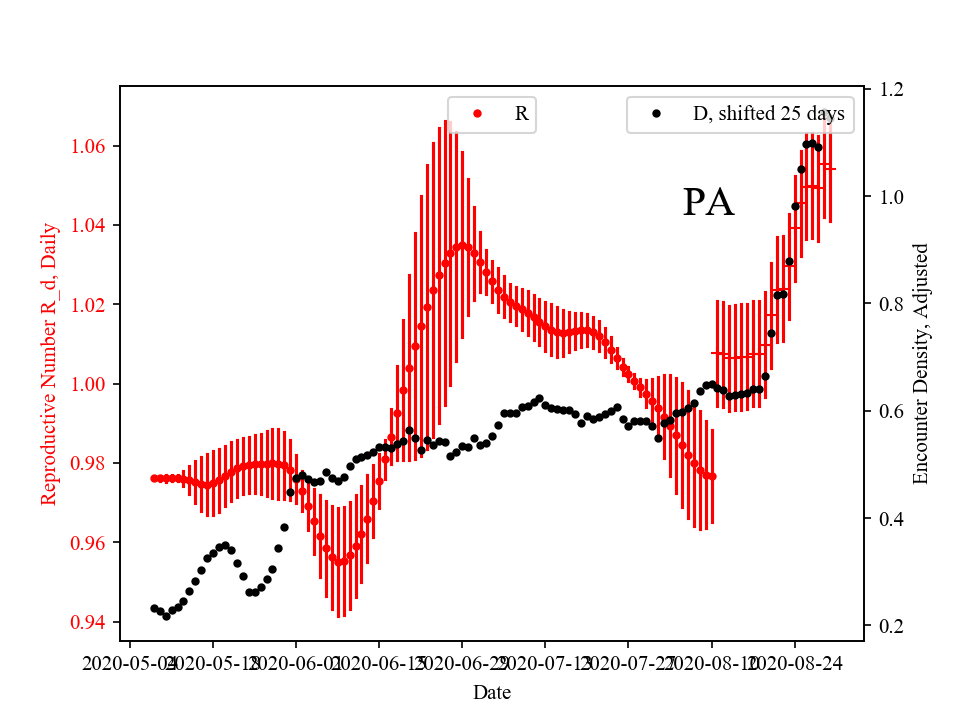 R
D, shifted 25 days
PA
1.06
1.04
1.02
1.00
0.98
0.96
0.94
Reproductive Number R_d, Daily
1.2
1.0
0.8
0.6
0.4
0.2
Encounter Density, Adjusted
2020-05-04 2020-05-18 2020-06-01 2020-06-15 2020-06-29 2020-07-13 2020-07-27 2020-08-10 2020-08-24
Date